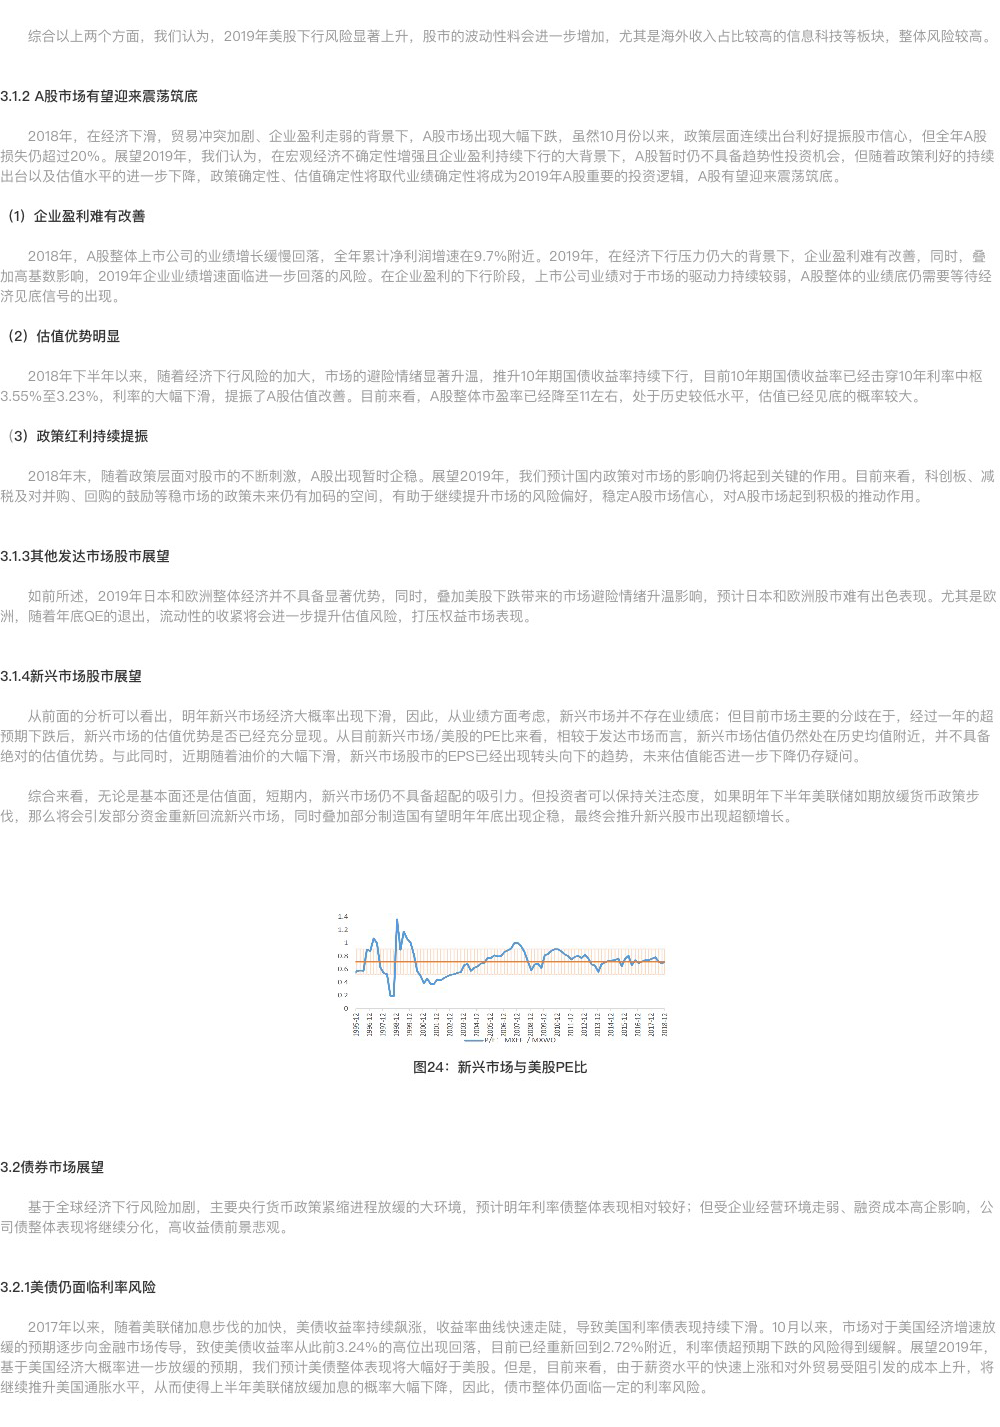 综合以上两个方面，我们认为，2019年美股下行风险显著上升，股市的波动性料会进一步增加，尤其是海外收入占比较高的信息科技等板块，整体风险较高。
3.1.2 A股市场有望迎来震荡筑底
2018年，在经济下滑，贸易冲突加剧、企业盈利走弱的背景下，A股市场出现大幅下跌，虽然10月份以来，政策层面连续出台利好提振股市信心，但全年A股
损失仍超过20%。展望2019年，我们认为，在宏观经济不确定性增强且企业盈利持续下行的大背景下，A股暂时仍不具备趋势性投资机会，但随着政策利好的持续
出台以及估值水平的进一步下降，政策确定性、估值确定性将取代业绩确定性将成为2019年A股重要的投资逻辑，A股有望迎来震荡筑底。
（1）企业盈利难有改善
2018年，A股整体上市公司的业绩增长缓慢回落，全年累计净利润增速在9.7%附近。2019年，在经济下行压力仍大的背景下，企业盈利难有改善，同时，叠
加高基数影响，2019年企业业绩增速面临进一步回落的风险。在企业盈利的下行阶段，上市公司业绩对于市场的驱动力持续较弱，A股整体的业绩底仍需要等待经
济见底信号的出现。
（2）估值优势明显
2018年下半年以来，随着经济下行风险的加大，市场的避险情绪显著升温，推升10年期国债收益率持续下行，目前10年期国债收益率已经击穿10年利率中枢
3.55%至3.23%，利率的大幅下滑，提振了A股估值改善。目前来看，A股整体市盈率已经降至11左右，处于历史较低水平，估值已经见底的概率较大。
（3）政策红利持续提振
2018年末，随着政策层面对股市的不断刺激，A股出现暂时企稳。展望2019年，我们预计国内政策对市场的影响仍将起到关键的作用。目前来看，科创板、减
税及对并购、回购的鼓励等稳市场的政策未来仍有加码的空间，有助于继续提升市场的风险偏好，稳定A股市场信心，对A股市场起到积极的推动作用。
3.1.3其他发达市场股市展望
如前所述，2019年日本和欧洲整体经济并不具备显著优势，同时，叠加美股下跌带来的市场避险情绪升温影响，预计日本和欧洲股市难有出色表现。尤其是欧
洲，随着年底QE的退出，流动性的收紧将会进一步提升估值风险，打压权益市场表现。
3.1.4新兴市场股市展望
从前面的分析可以看出，明年新兴市场经济大概率出现下滑，因此，从业绩方面考虑，新兴市场并不存在业绩底；但目前市场主要的分歧在于，经过一年的超
预期下跌后，新兴市场的估值优势是否已经充分显现。从目前新兴市场/美股的PE比来看，相较于发达市场而言，新兴市场估值仍然处在历史均值附近，并不具备
绝对的估值优势。与此同时，近期随着油价的大幅下滑，新兴市场股市的EPS已经出现转头向下的趋势，未来估值能否进一步下降仍存疑问。
综合来看，无论是基本面还是估值面，短期内，新兴市场仍不具备超配的吸引力。但投资者可以保持关注态度，如果明年下半年美联储如期放缓货币政策步
伐，那么将会引发部分资金重新回流新兴市场，同时叠加部分制造国有望明年年底出现企稳，最终会推升新兴股市出现超额增长。
1.4
1.2
1
0.8
0.6
0.4
0.2
0
1995-12 1996-12 1997-12 1998-12 1999-12 2000-12 2001-12 2002-12 2003-12 2004-12 2005-12 2006-12 2007-12 2008-12 2009-12 2010-12 2011-12 2012-12 2013-12 2014-12 2015-12 2016-12 2017-12 2018-12
/ MXWO
图24：新兴市场与美股PE比
3.2债券市场展望
基于全球经济下行风险加剧，主要央行货币政策紧缩进程放缓的大环境，预计明年利率债整体表现相对较好；但受企业经营环境走弱、融资成本高企影响，公
司债整体表现将继续分化，高收益债前景悲观。
3.2.1美债仍面临利率风险
2017年以来，随着美联储加息步伐的加快，美债收益率持续飙涨，收益率曲线快速走陡，导致美国利率债表现持续下滑。10月以来，市场对于美国经济增速放
缓的预期逐步向金融市场传导，致使美债收益率从此前3.24%的高位出现回落，目前已经重新回到2.72%附近，利率债超预期下跌的风险得到缓解。展望2019年，
基于美国经济大概率进一步放缓的预期，我们预计美债整体表现将大幅好于美股。但是，目前来看，由于薪资水平的快速上涨和对外贸易受阻引发的成本上升，将
继续推升美国通胀水平，从而使得上半年美联储放缓加息的概率大幅下降，因此，债市整体仍面临一定的利率风险。